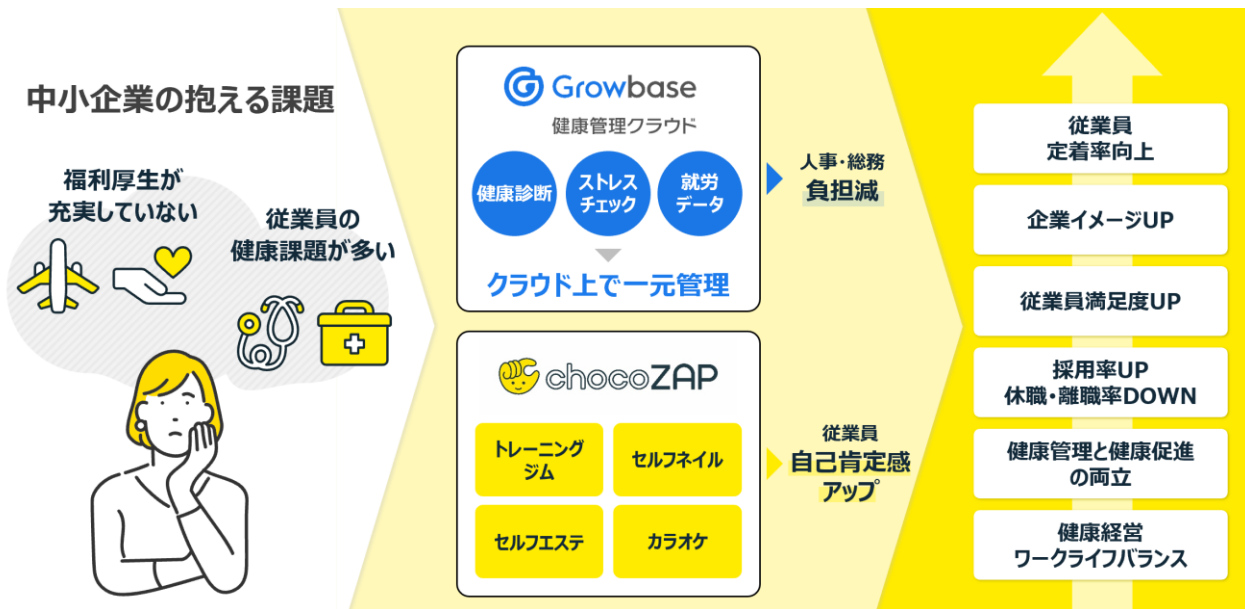 中小企業の抱える課題
福利厚生が
充実していない
従業員の
健康課題が多い
Growbase
健康管理クラウド
健康診断
ストレス
チェック
就労
データ
クラウド上で一元管理
人事・総務
負担減
chocoZAP
トレーニング
ジム
セルフネイル
セルフエステ
カラオケ
従業員
自己肯定感
アップ
従業員
定着率向上
企業イメージUP
従業員満足度UP
採用率UP
休職・離職率DOWN
健康管理と健康促進
の両立
健康経営
ワークライフバランス